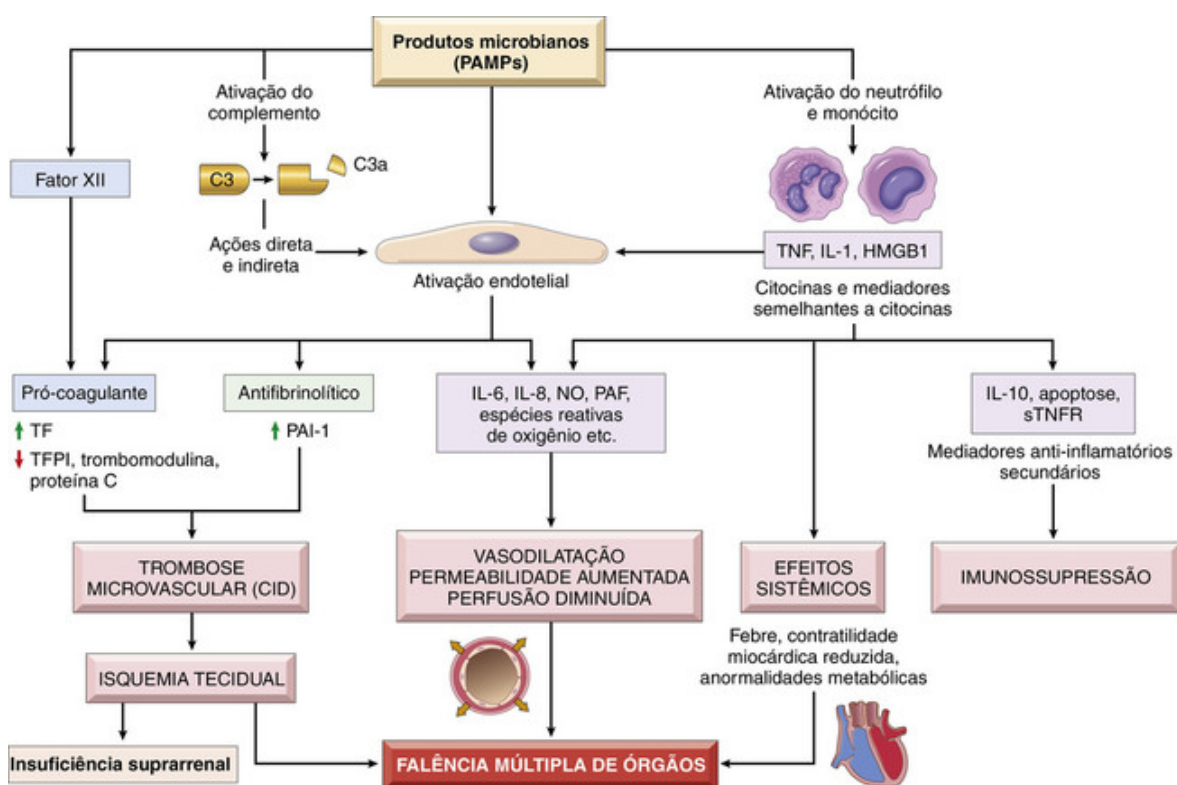 Produtos microbianos
(PAMPs)
Ativação do
complemento
Ativação do neutrófilo
e monócito
Fator XII
C3
C3a
Ações direta
e indireta
TNF, IL-1, HMGB1
Ativação endotelial
Citocinas e mediadores
semelhantes a citocinas
Pró-coagulante
TF
TFPI, trombomodulina,
proteína C
Antifibrinolítico
PAI-1
IL-6, IL-8, NO, PAF,
espécies reativas
de oxigênio etc.
IL-10, apoptose,
sTNFR
Mediadores anti-inflamatórios
secundários
TROMBOSE
MICROVASCULAR (CID)
VASODILATAÇÃO
PERMEABILIDADE AUMENTADA
PERFUSÃO DIMINUÍDA
EFEITOS
SISTÊMICOS
IMUNOSSUPRESSÃO
Febre, contratilidade
miocárdica reduzida,
anormalidades metabólicas
ISQUEMIA TECIDUAL
Insuficiência suprarrenal
FALÊNCIA MÚLTIPLA DE ÓRGÃOS